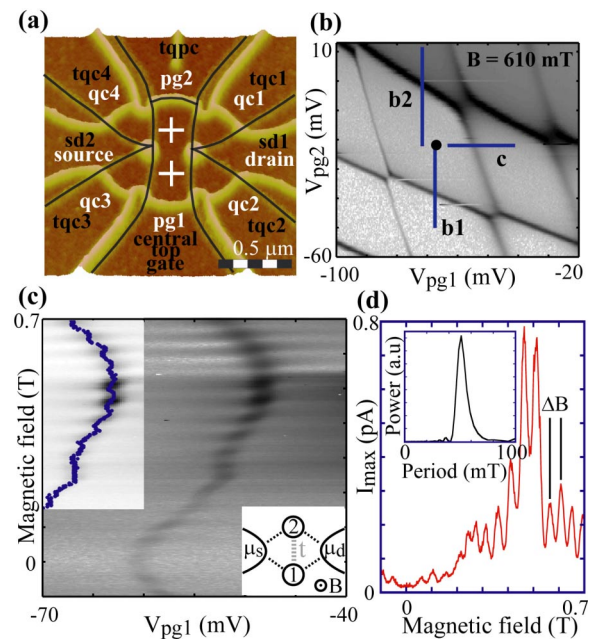 (a)
tqpc
tqc4
qc4
pg2
tqc1
qc1
sd2
source
sd1
drain
qc3
tqc3
pg1
central
top
gate
qc2
tqc2
0.5 μm
(b)
10
B = 610 mT
b2
c
b1
Vpg2 (mV)
-60
-100
Vpg1 (mV)
-20
(c)
0.7
Magnetic field (T)
0
-70
Vpg1 (mV)
-40
2
μs
t
μd
1
B
(d)
0.8
Imax (pA)
0
Power (a.u)
0
Period (mT)
100
ΔB
0
Magnetic field (T)
0.7